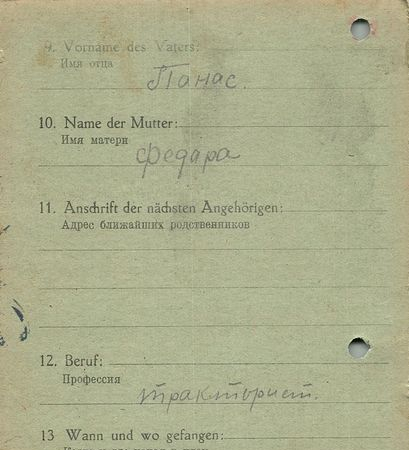 9. Vorname des Vaters:
Имя отца
Панас.
10. Name der Mutter:
Имя матери
Федара
11. Anschrift der nächsten Angehörigen:
Адрес ближайших родственников
12. Beruf:
Профессия
тракторист.
13 Wann und wo gefangen: